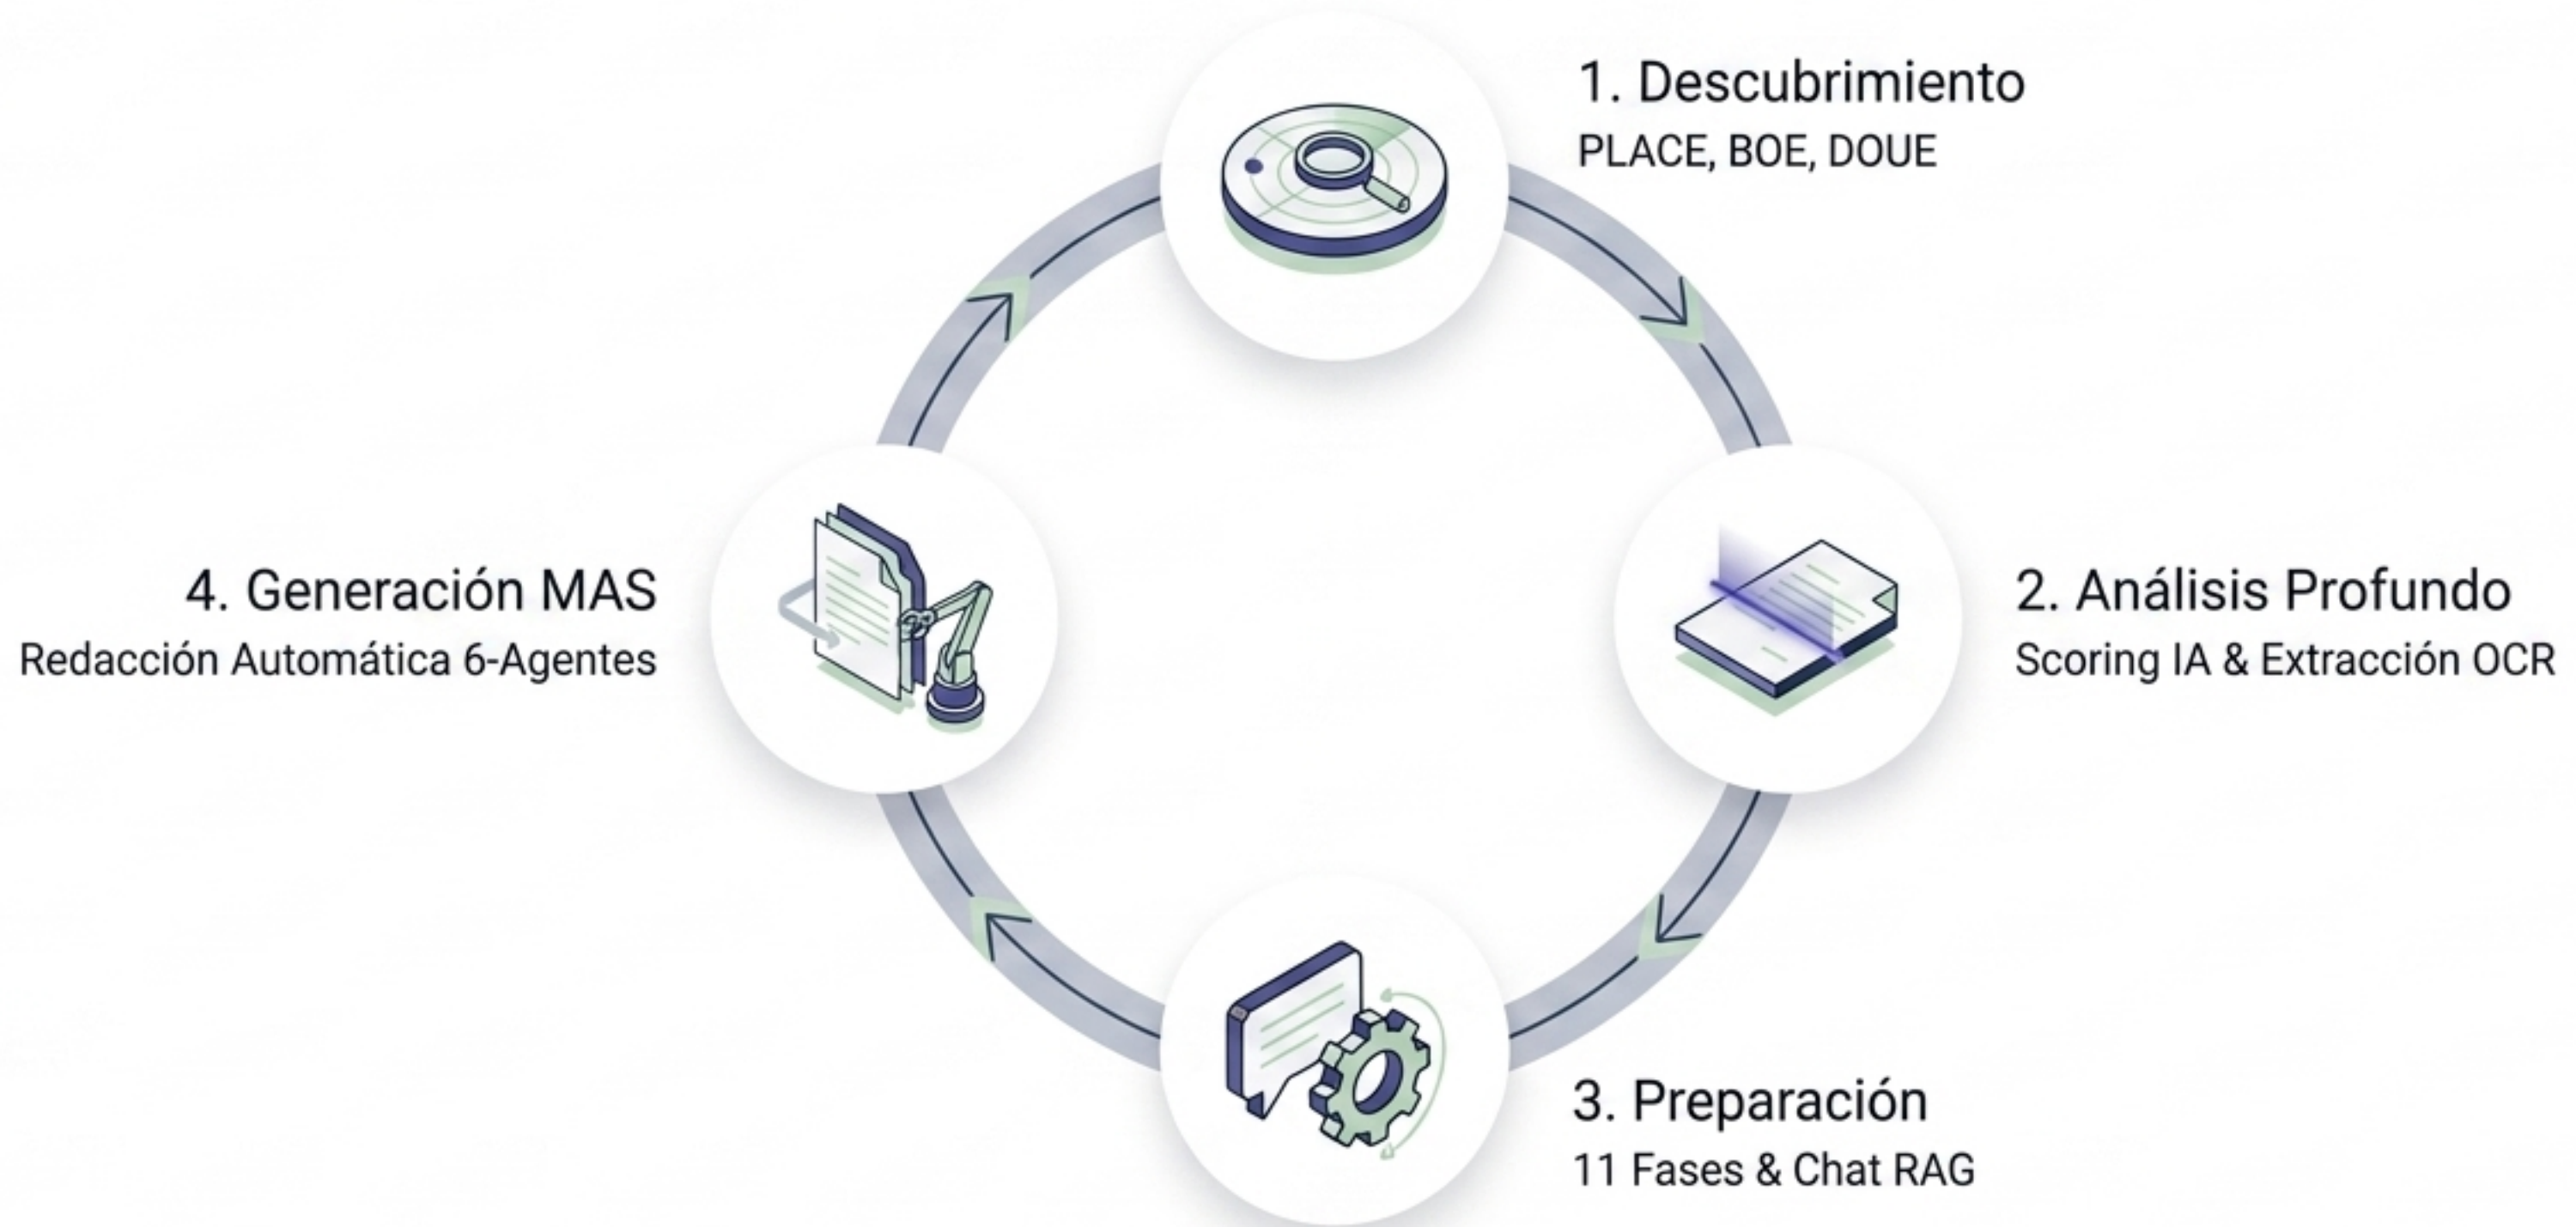 1. Descubrimiento
PLACE, BOE, DOUE
2. Análisis Profundo
Scoring IA & Extracción OCR
3. Preparación
11 Fases & Chat RAG
4. Generación MAS
Redacción Automática 6-Agentes